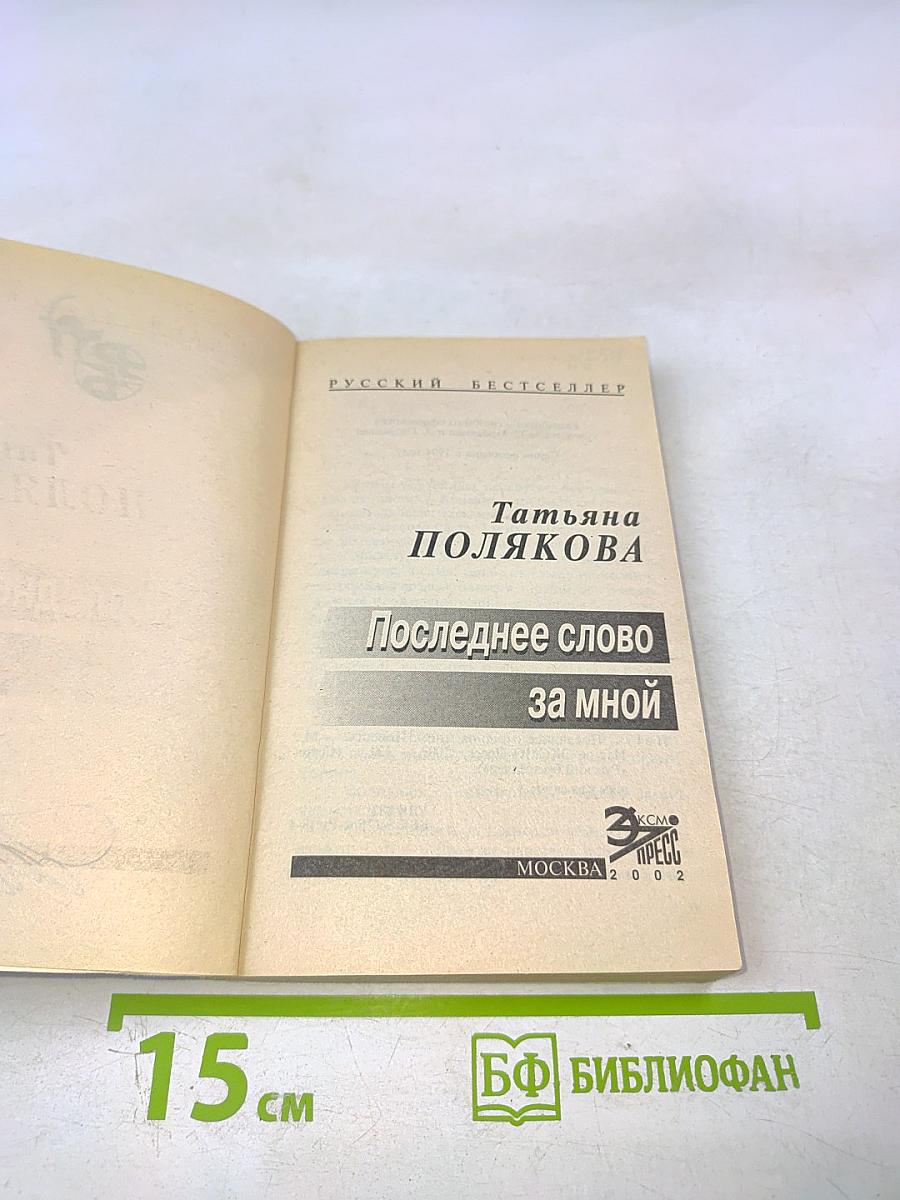 РУССКИЙ БЕСТСЕЛЛЕР
Татьяна
ПОЛЯКОВА
Последнее слово
за мной
ЭКСМО
ПРЕСС
МОСКВА 2002
15 см
БФ БИБЛИОФАН